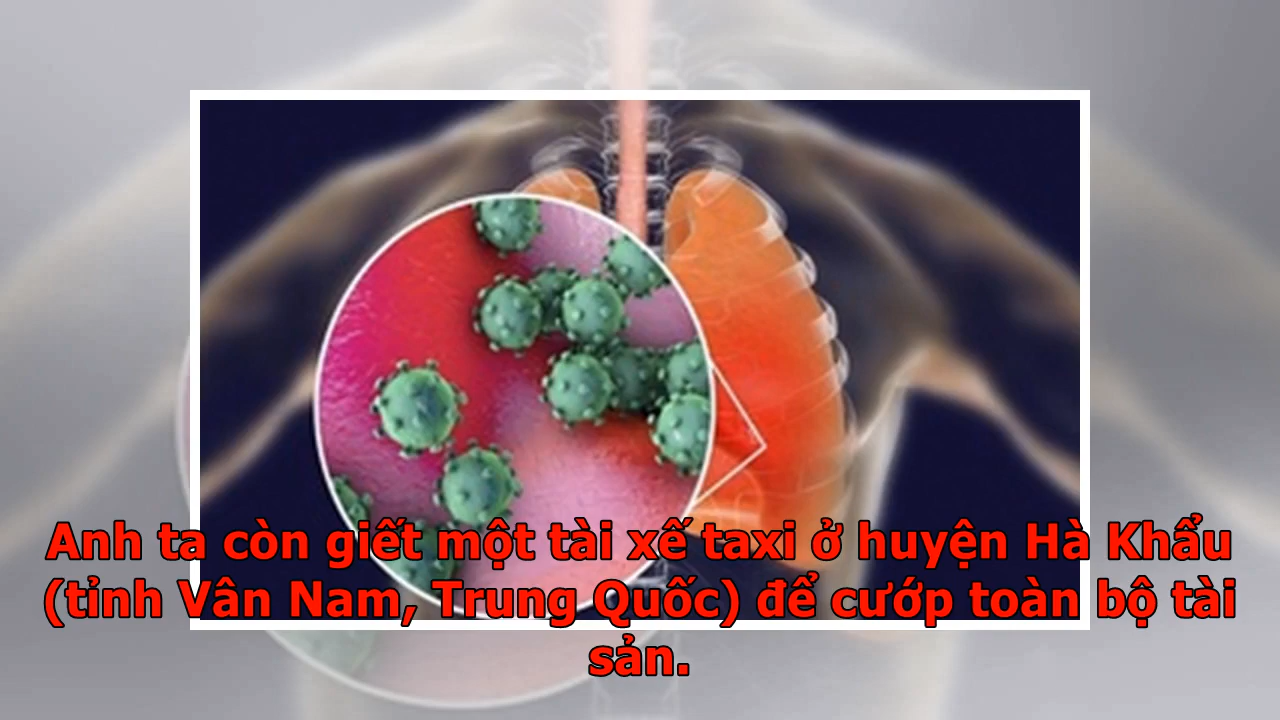 Anh ta còn giết một tài xế taxi ở huyện Hà Khẩu
(tỉnh Vân Nam, Trung Quốc) để cướp toàn bộ tài
sản.